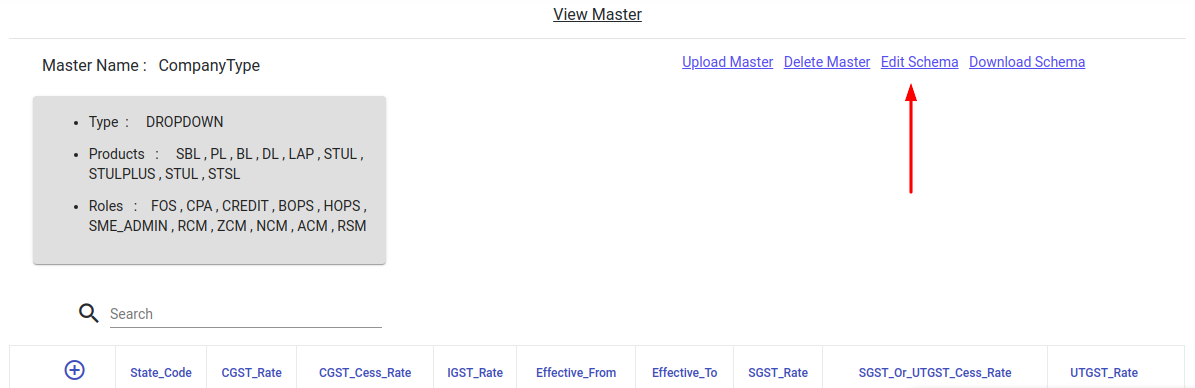 View Master
Master Name :   CompanyType
Upload Master   Delete Master   Edit Schema   Download Schema
• Type  :    DROPDOWN
• Products   :    SBL , PL , BL , DL , LAP , STUL ,
STULPLUS , STUL , STSL
• Roles   :   FOS , CPA , CREDIT , BOPS , HOPS ,
SME_ADMIN , RCM , ZCM , NCM , ACM , RSM
Search
State_Code   CGST_Rate   CGST_Cess_Rate   IGST_Rate   Effective_From   Effective_To   SGST_Rate   SGST_Or_UTGST_Cess_Rate   UTGST_Rate